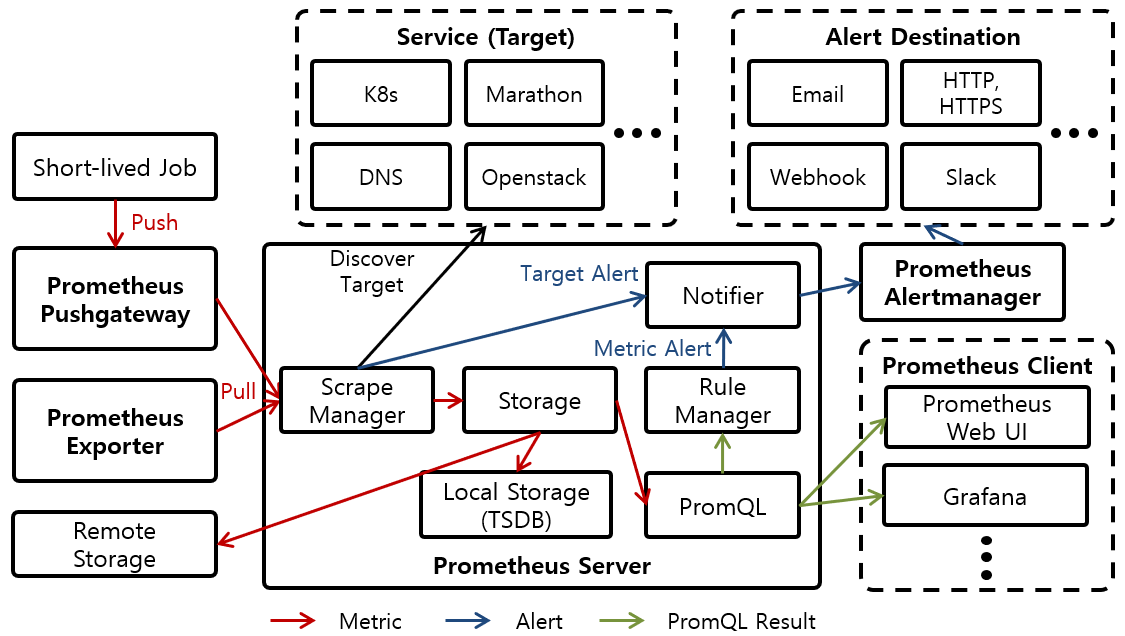 Service (Target)
K8s
Marathon
DNS
Openstack
Alert Destination
Email
HTTP,
HTTPS
Webhook
Slack
Short-lived Job
Push
Prometheus
Pushgateway
Pull
Prometheus
Exporter
Remote
Storage
Discover
Target
Target Alert
Notifier
Metric Alert
Scrape
Manager
Storage
Rule
Manager
Local Storage
(TSDB)
PromQL
Prometheus Server
Prometheus
Alertmanager
Prometheus Client
Prometheus
Web UI
Grafana
Metric
Alert
PromQL Result